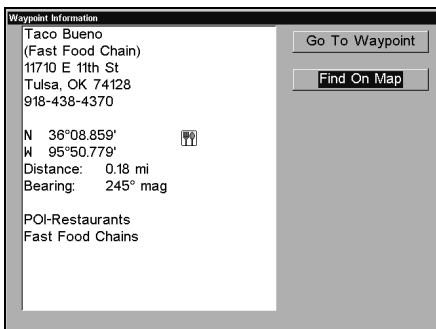 Waypoint Information
Taco Bueno
(Fast Food Chain)
11710 E 11th St
Tulsa, OK 74128
918-438-4370
N 36°08.859'
W 95°50.779'
Distance: 0.18 mi
Bearing: 245° mag
POI-Restaurants
Fast Food Chains
Go To Waypoint
Find On Map